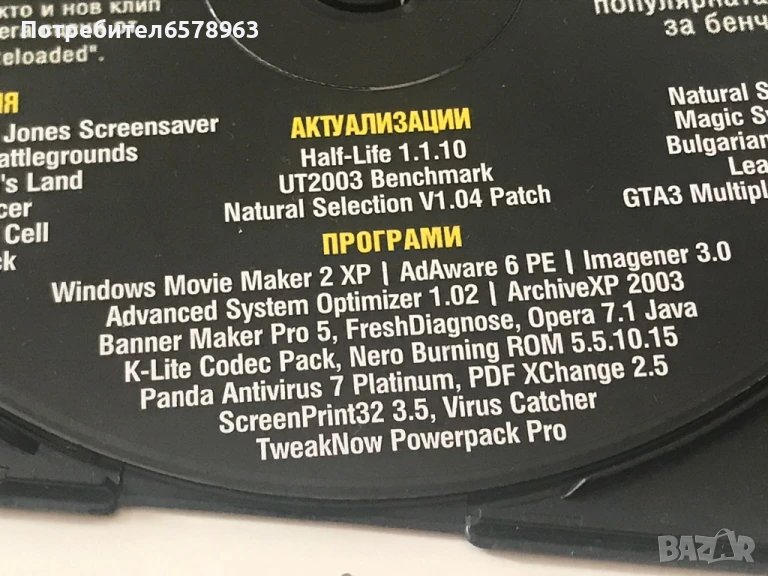 кто и нов клип
Потребител6578963
eloaded".
Jones Screensaver
attlegrounds
's Land
cer
Cell
ck
АКТУАЛИЗАЦИИ
Half-Life 1.1.10
UT2003 Benchmark
Natural Selection V1.04 Patch
популярната
за бенч
Natural S
Magic S
Bulgarian
Lea
GTA3 Multipl
ПРОГРАМИ
Windows Movie Maker 2 XP | AdAware 6 PE | Imagener 3.0
Advanced System Optimizer 1.02 | ArchiveXP 2003
Banner Maker Pro 5, FreshDiagnose, Opera 7.1 Java
K-Lite Codec Pack, Nero Burning ROM 5.5.10.15
Panda Antivirus 7 Platinum, PDF XChange 2.5
ScreenPrint32 3.5, Virus Catcher
TweakNow Powerpack Pro
BAZAR